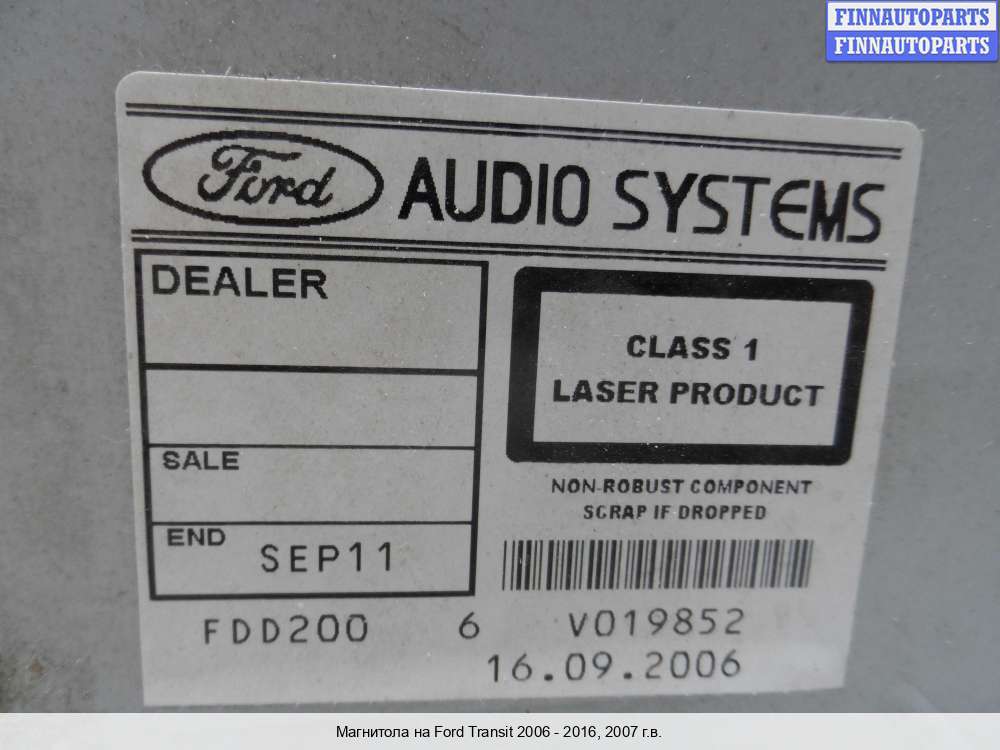 FINNAUTOPARTS
FINNAUTOPARTS
Ford AUDIO SYSTEMS
DEALER
CLASS 1
LASER PRODUCT
SALE
NON-ROBUST COMPONENT
SCRAP IF DROPPED
END SEP11
FDD200 6 V019852
16.09.2006
Магнитола на Ford Transit 2006 - 2016, 2007 г.в.